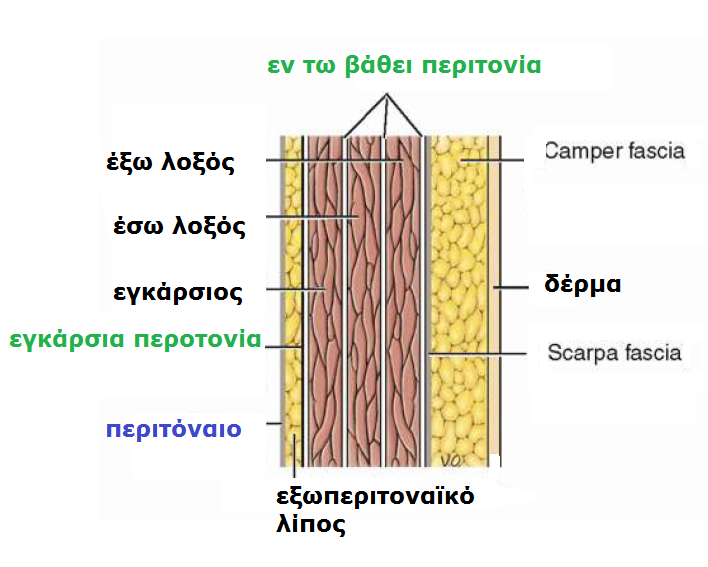 εν τω βάθει περιτονία
έξω λοξός
Camper fascia
έσω λοξός
εγκάρσιος
δέρμα
εγκάρσια περοτονία
Scarpa fascia
περιτόναιο
εξωπεριτοναϊκό
λίπος